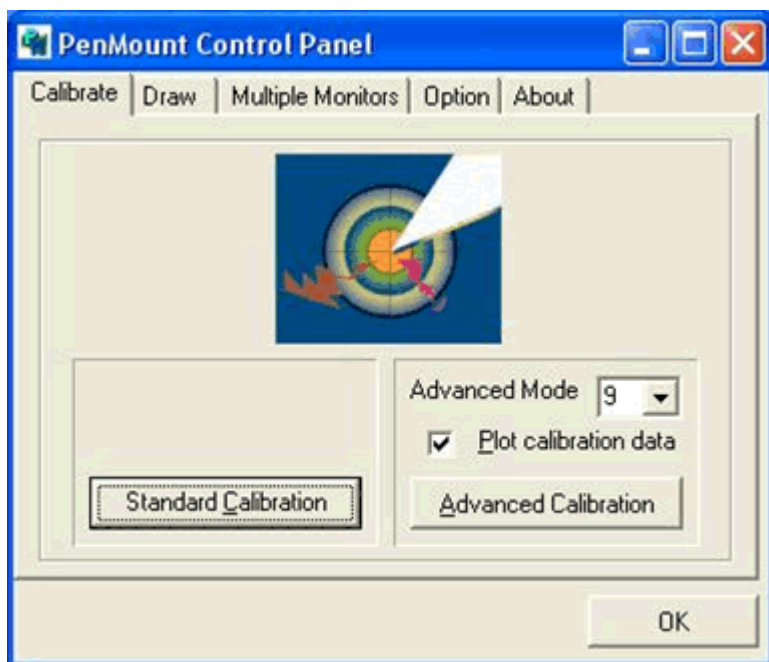 PenMount Control Panel
Calibrate Draw Multiple Monitors Option About
Advanced Mode 9
Plot calibration data
Standard Calibration Advanced Calibration
OK